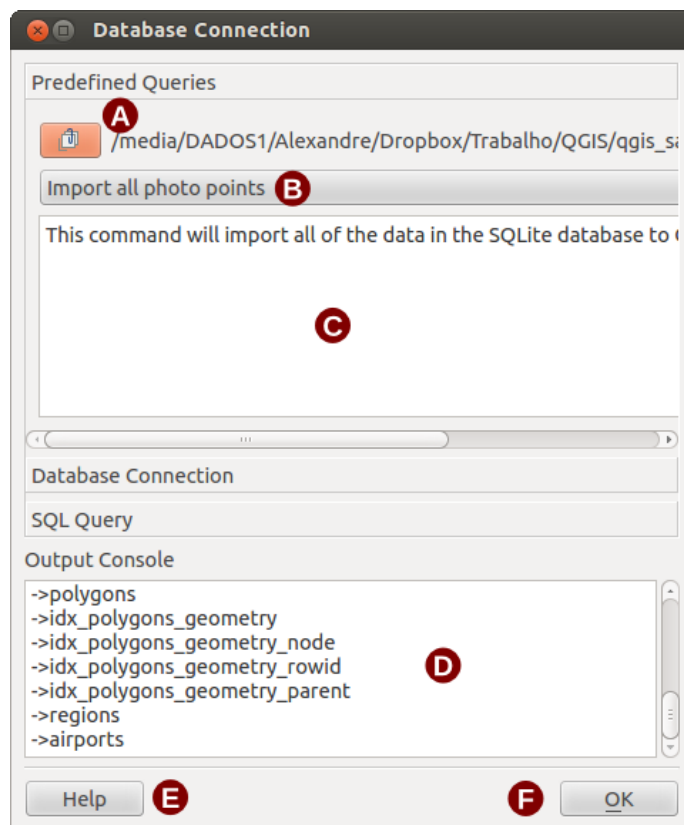 Database Connection
Predefined Queries
A
/media/DADOS1/Alexandre/Dropbox/Trabalho/QGIS/qgis_sa
Import all photo points B
This command will import all of the data in the SQLite database to
C
Database Connection
SQL Query
Output Console
->polygons
->idx_polygons_geometry
->idx_polygons_geometry_node
->idx_polygons_geometry_rowid
->idx_polygons_geometry_parent
->regions
->airports
D
Help E F OK